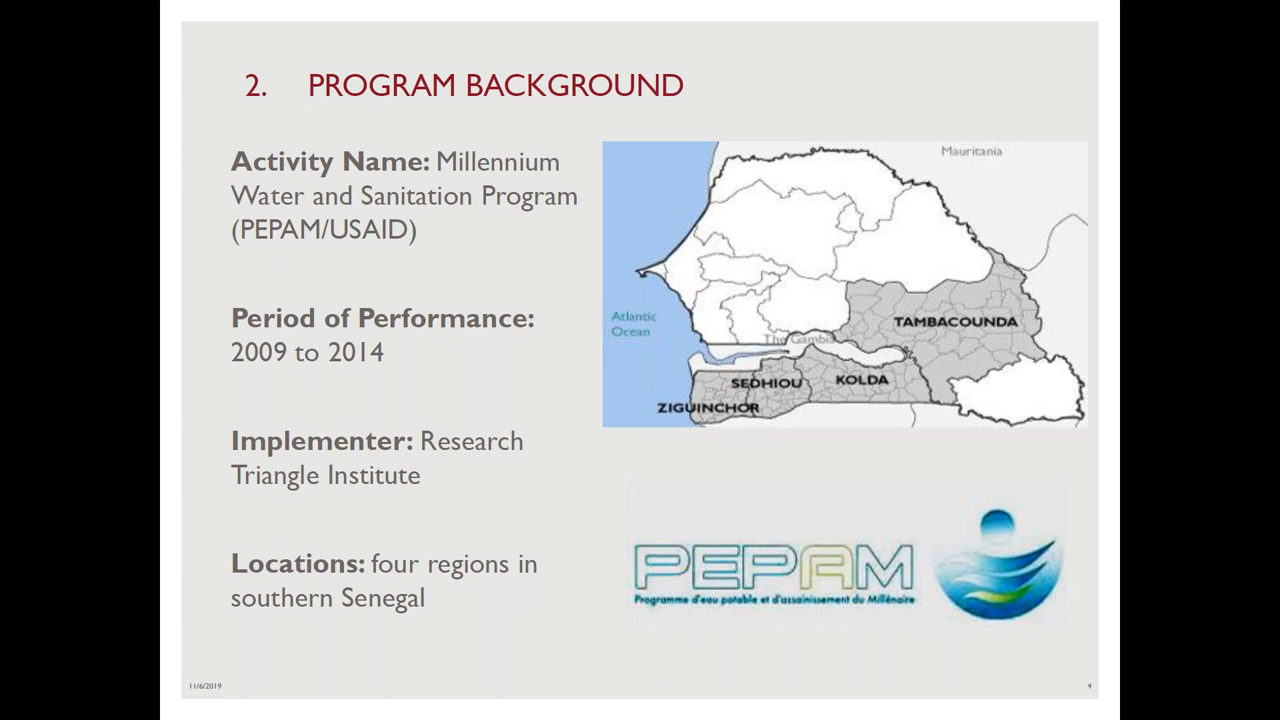 2. PROGRAM BACKGROUND
Activity Name: Millennium
Water and Sanitation Program
(PEPAM/USAID)
Period of Performance:
2009 to 2014
Implementer: Research
Triangle Institute
Locations: four regions in
southern Senegal
Mauritania
Atlantic
Ocean
The Gambia
TAMBACOUNDA
SEDHIOU
KOLDA
ZIGUINCHOR
PEPAM
Programme d'eau potable et d'assainissement du Millénaire
11/6/2019
4